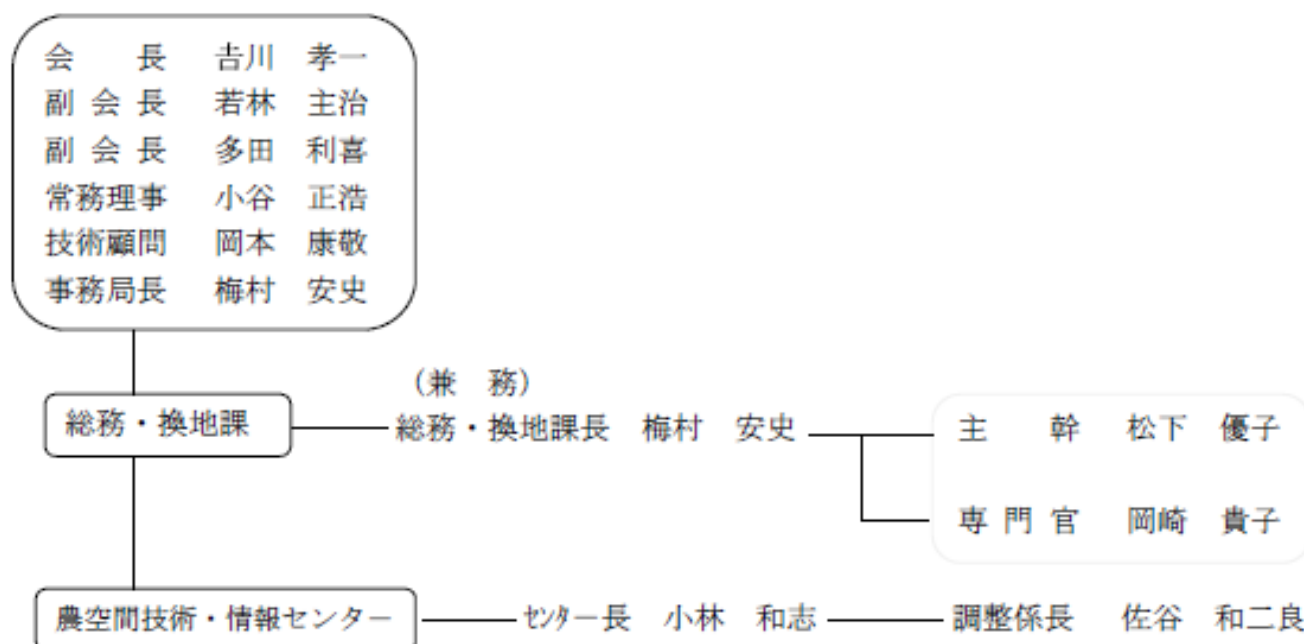 会　　長　𠮷川　孝一
副 会 長　若林　主治
副 会 長　多田　利喜
常務理事　小谷　正浩
技術顧問　岡本　康敬
事務局長　梅村　安史
（兼　務）
総務・換地課　総務・換地課長　梅村　安史　主　　幹　松下　優子
専 門 官　岡崎　貴子
農空間技術・情報センター　ｾﾝﾀｰ長　小林　和志　調整係長　佐谷　和二良